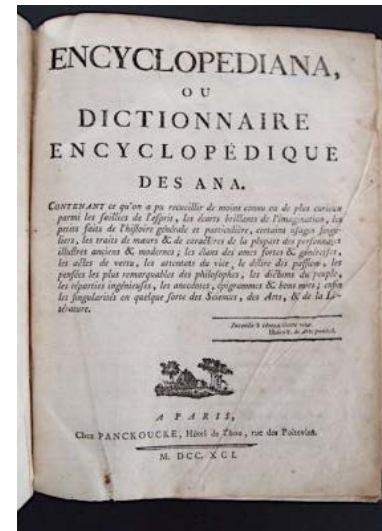 ENCYCLOPEDIANA,
OU
DICTIONNAIRE
ENCYCLOPÉDIQUE
DES ANA.
CONTENANT ce qu'on a pu recueillir de moins connu ou de plus curieux
parmi les saillies de l'esprit, les écarts brillants de l'imagination, les
petits faits de l'histoire générale et particulière, certains usages singu-
liers, les traits de mœurs & de caractères de la plupart des personnages
illustres anciens & modernes; les élans des ames fortes & généreuses,
les actes de vertu, les attentats du vice, le délire des passions, les
pensées les plus remarquables des philosophes, les dictums du peuple,
les réparties ingénieuses, les anecdotes, épigrammes & bons mots; enfin
les singularités en quelque sorte des Sciences, des Arts, & de la Lit-
térature.
A PARIS,
Chez PANCKOUCKE, Hôtel de Thou, rue des Poitevins.
M. DCC. XCI.